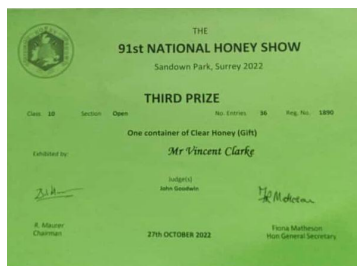 THE
91st NATIONAL HONEY SHOW
Sandown Park, Surrey 2022
THIRD PRIZE
Class 10 Section Open No. Entries 36 Reg. No. 1890
One container of Clear Honey (Gift)
Exhibited by: Mr Vincent Clarke
Judge(s)
John Goodwin
R. Maurer
Chairman
27th OCTOBER 2022
Fiona Matheson
Hon General Secretary